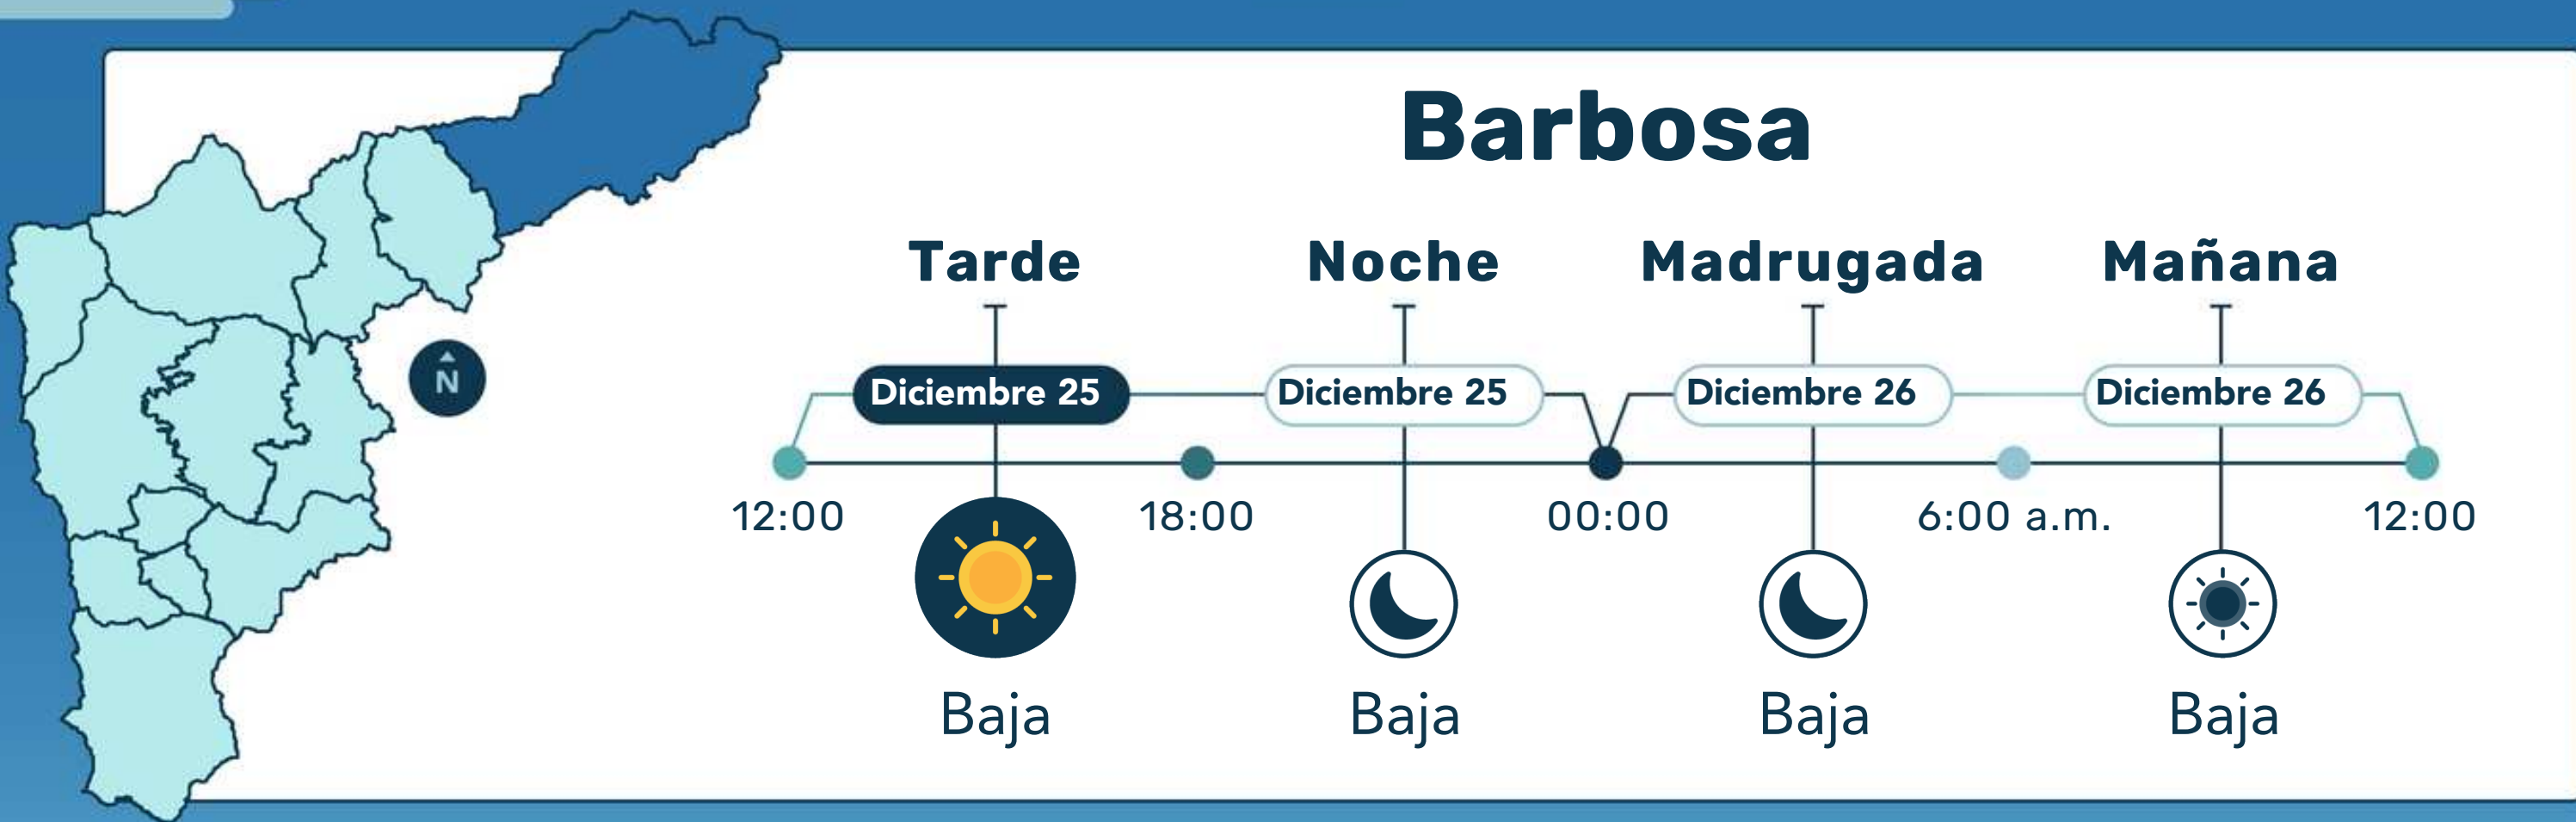 Barbosa
Tarde Noche Madrugada Mañana
Diciembre 25 Diciembre 25 Diciembre 26 Diciembre 26
N
12:00 18:00 00:00 6:00 a.m. 12:00
Baja Baja Baja Baja